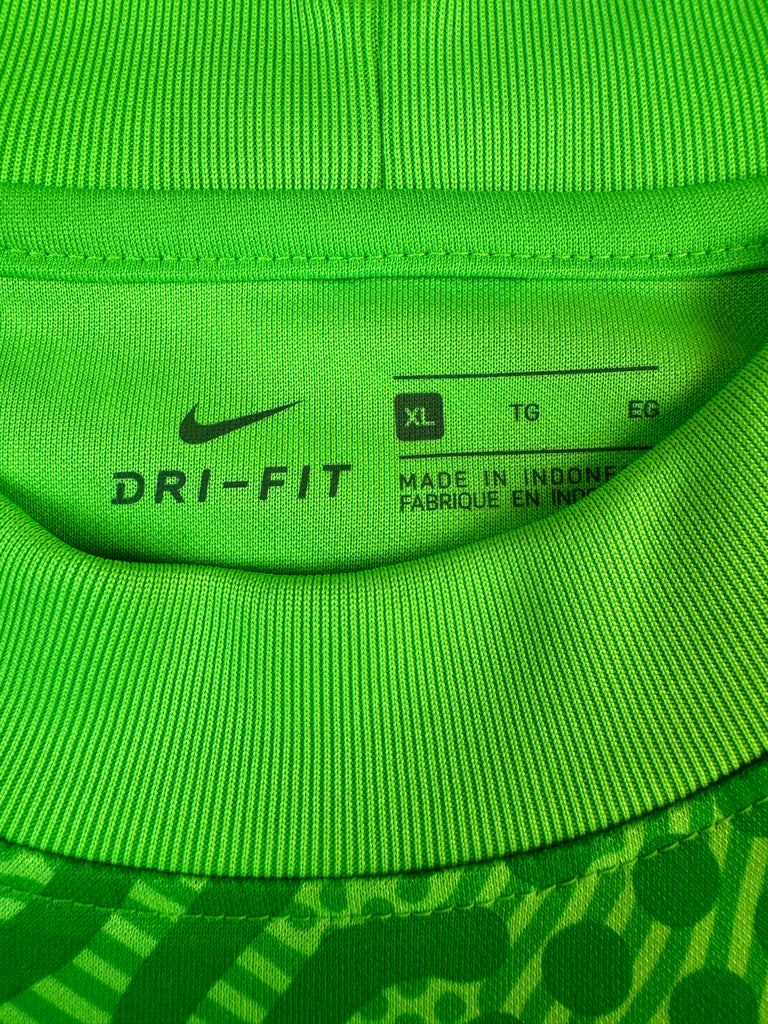 DRI-FIT
XL TG EG
MADE IN
FABRIQUE EN